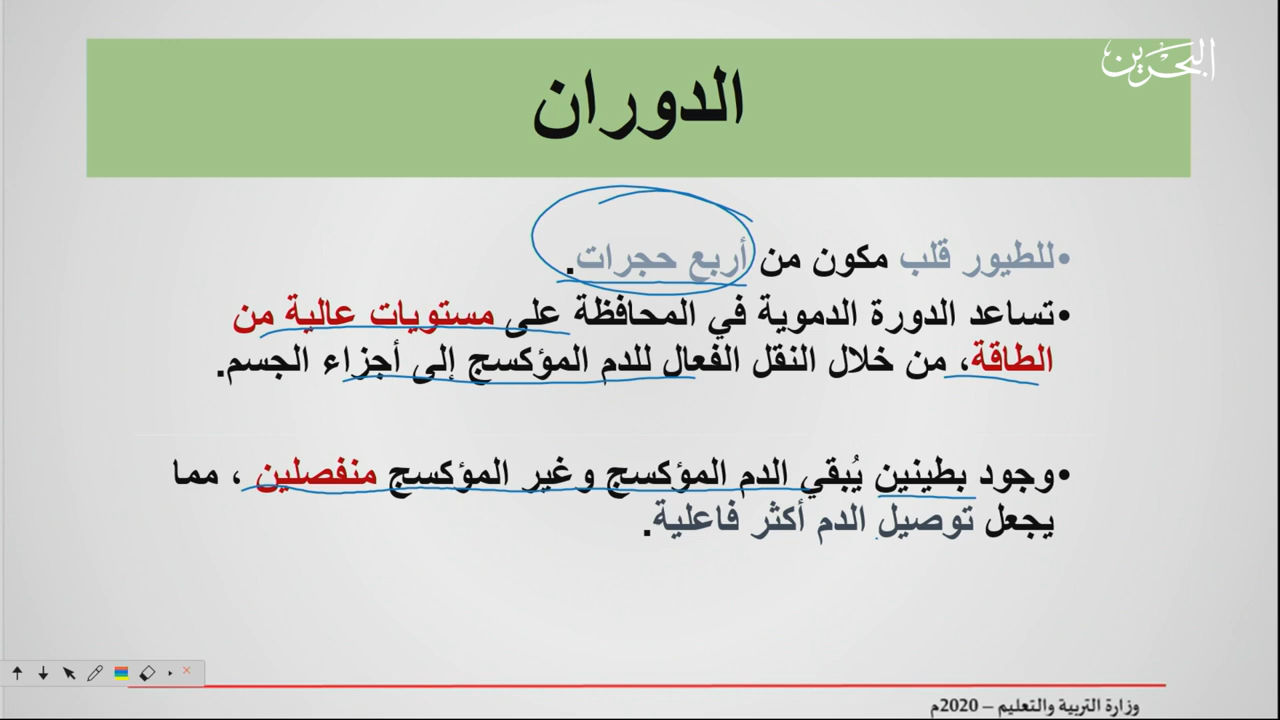 البحرين
الدوران
•للطيور قلب مكون من أربع حجرات.
•تساعد الدورة الدموية في المحافظة على مستويات عالية من
الطاقة، من خلال النقل الفعال للدم المؤكسج إلى أجزاء الجسم.
•وجود بطينين يُبقي الدم المؤكسج وغير المؤكسج منفصلين ، مما
يجعل توصيل الدم أكثر فاعلية.
وزارة التربية والتعليم – 2020م